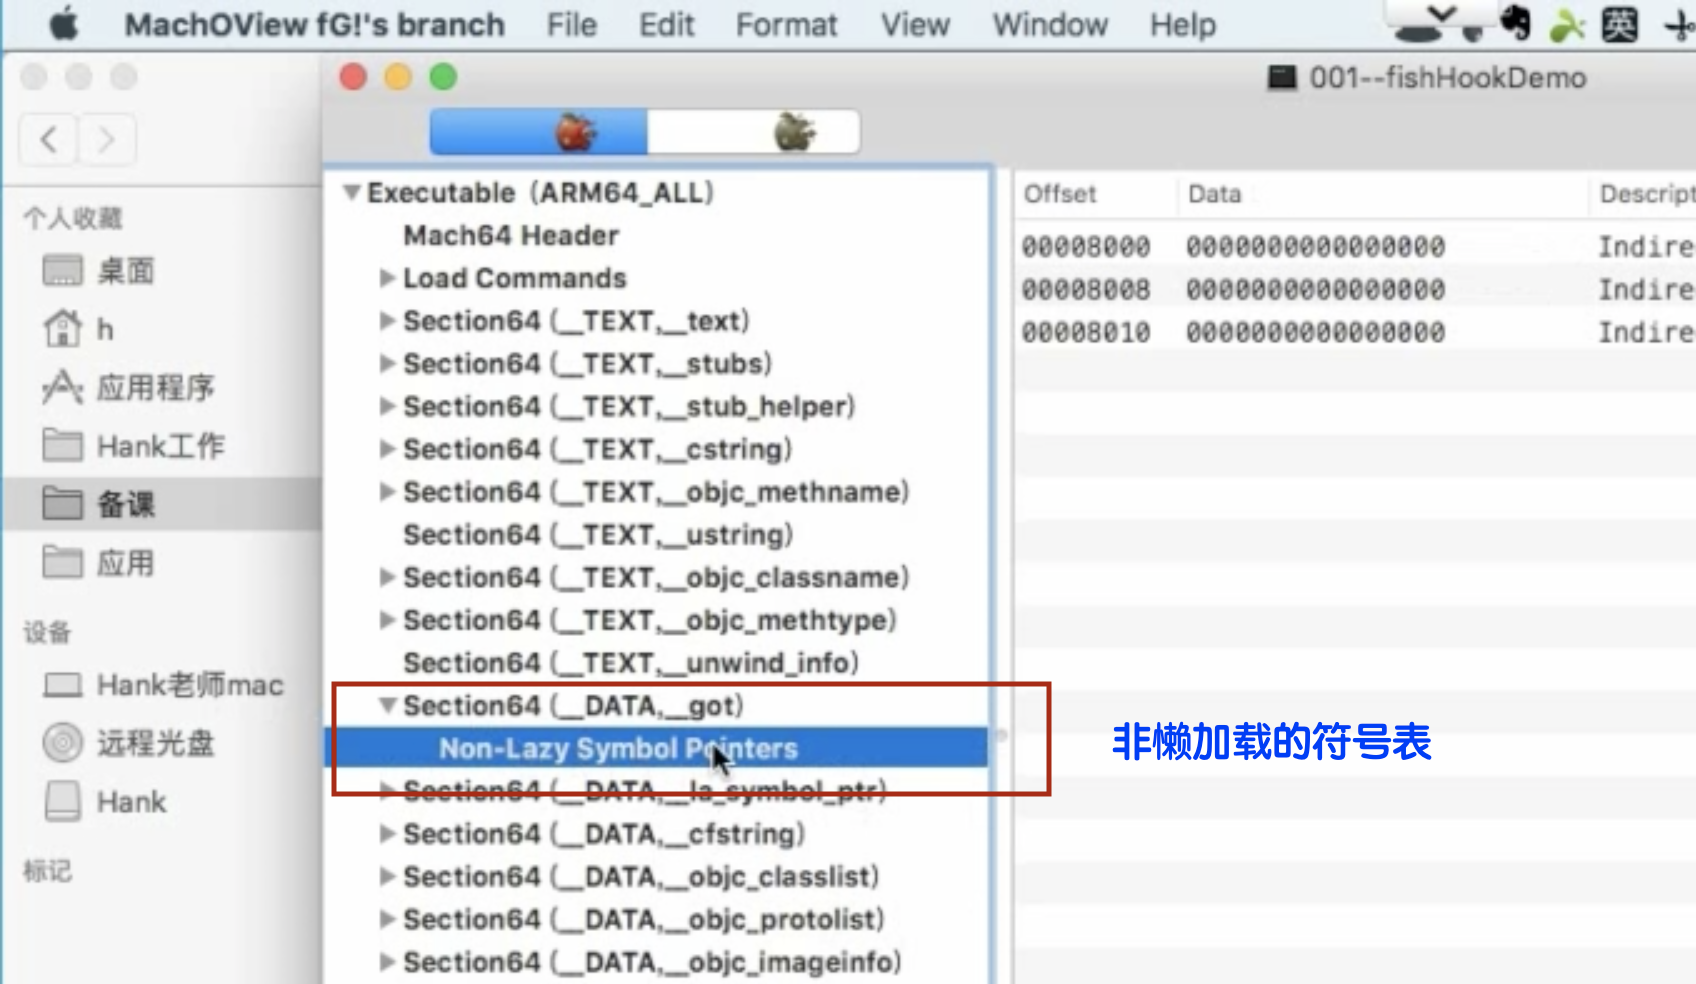 MachOView fG!'s branch File Edit Format View Window Help 英
001--fishHookDemo
个人收藏
桌面
h
应用程序
Hank工作
备课
应用
设备
Hank老师mac
远程光盘
Hank
标记
Executable (ARM64_ALL)
Mach64 Header
Load Commands
Section64 (__TEXT,__text)
Section64 (__TEXT,__stubs)
Section64 (__TEXT,__stub_helper)
Section64 (__TEXT,__cstring)
Section64 (__TEXT,__objc_methname)
Section64 (__TEXT,__ustring)
Section64 (__TEXT,__objc_classname)
Section64 (__TEXT,__objc_methtype)
Section64 (__TEXT,__unwind_info)
Section64 (__DATA,__got)
Non-Lazy Symbol Pointers
Section64 (__DATA,__la_symbol_ptr)
Section64 (__DATA,__cfstring)
Section64 (__DATA,__objc_classlist)
Section64 (__DATA,__objc_protolist)
Section64 (__DATA,__objc_imageinfo)
Offset Data Descript
00008000 0000000000000000 Indire
00008008 0000000000000000 Indire
00008010 0000000000000000 Indire
非懒加载的符号表